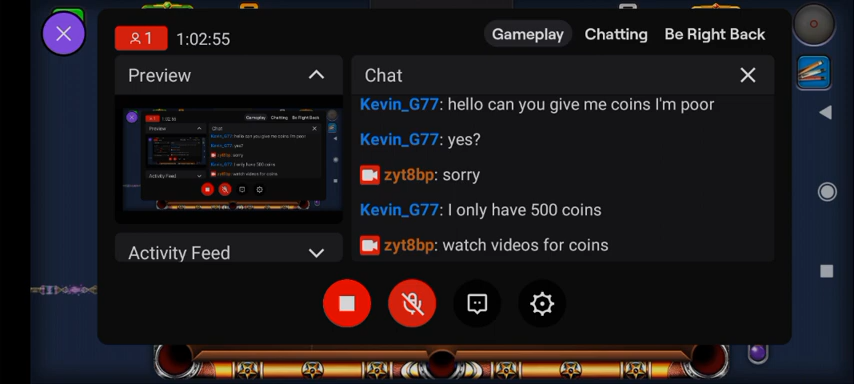 1 1:02:55
Gameplay Chatting Be Right Back
Preview
Chat
Kevin_G77: hello can you give me coins I'm poor
Kevin_G77: yes?
zyt8bp: sorry
Kevin_G77: I only have 500 coins
zyt8bp: watch videos for coins
Activity Feed